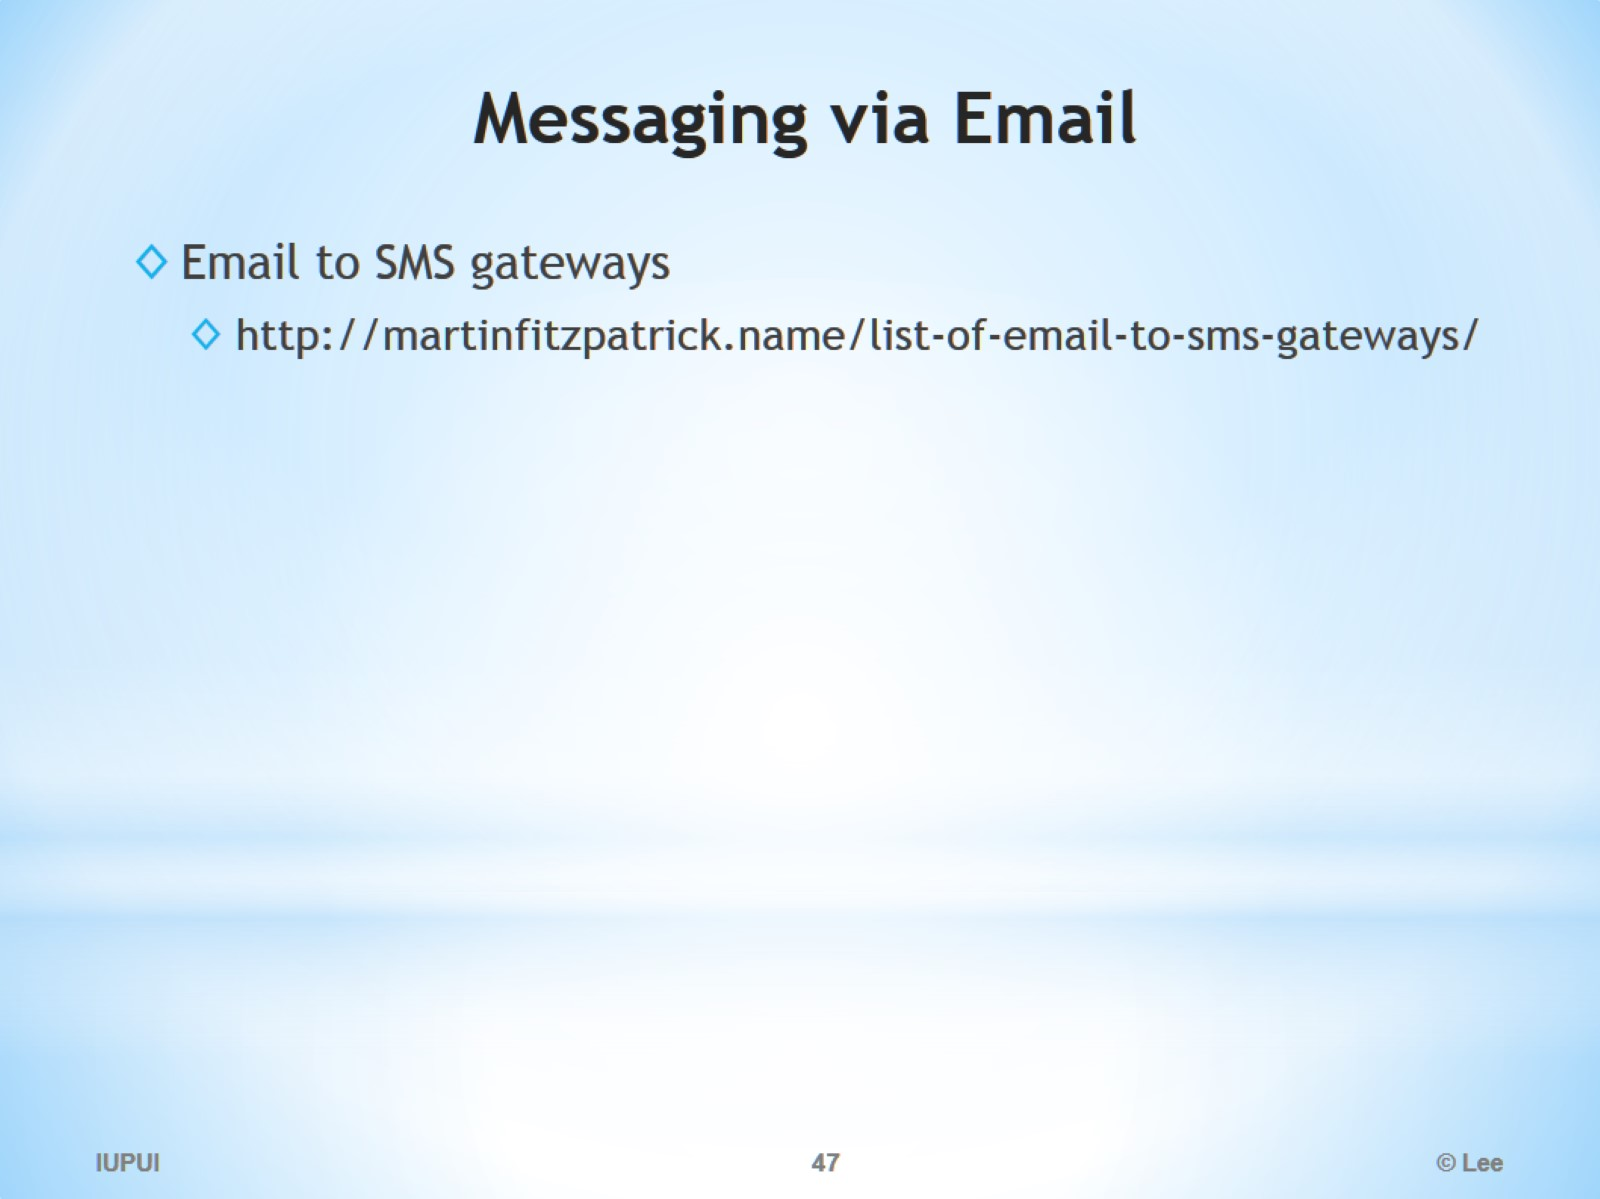 Messaging via Email
Email to SMS gateways
http://martinfitzpatrick.name/list-of-email-to-sms-gateways/
IUPUI
47
© Lee